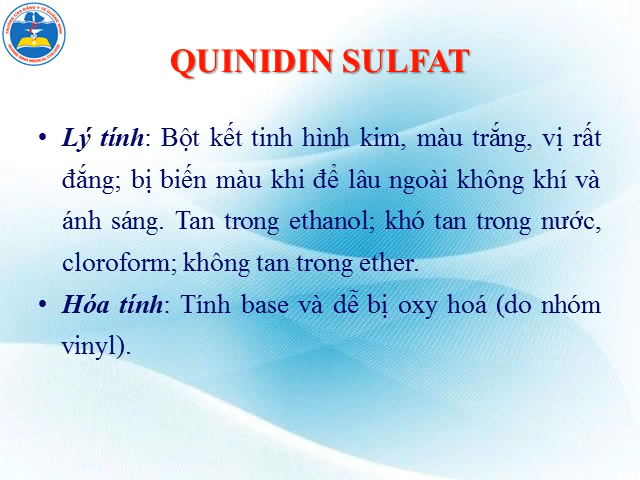 QUINIDIN SULFAT
• Lý tính: Bột kết tinh hình kim, màu trắng, vị rất
đắng; bị biến màu khi để lâu ngoài không khí và
ánh sáng. Tan trong ethanol; khó tan trong nước,
cloroform; không tan trong ether.
• Hóa tính: Tính base và dễ bị oxy hoá (do nhóm
vinyl).